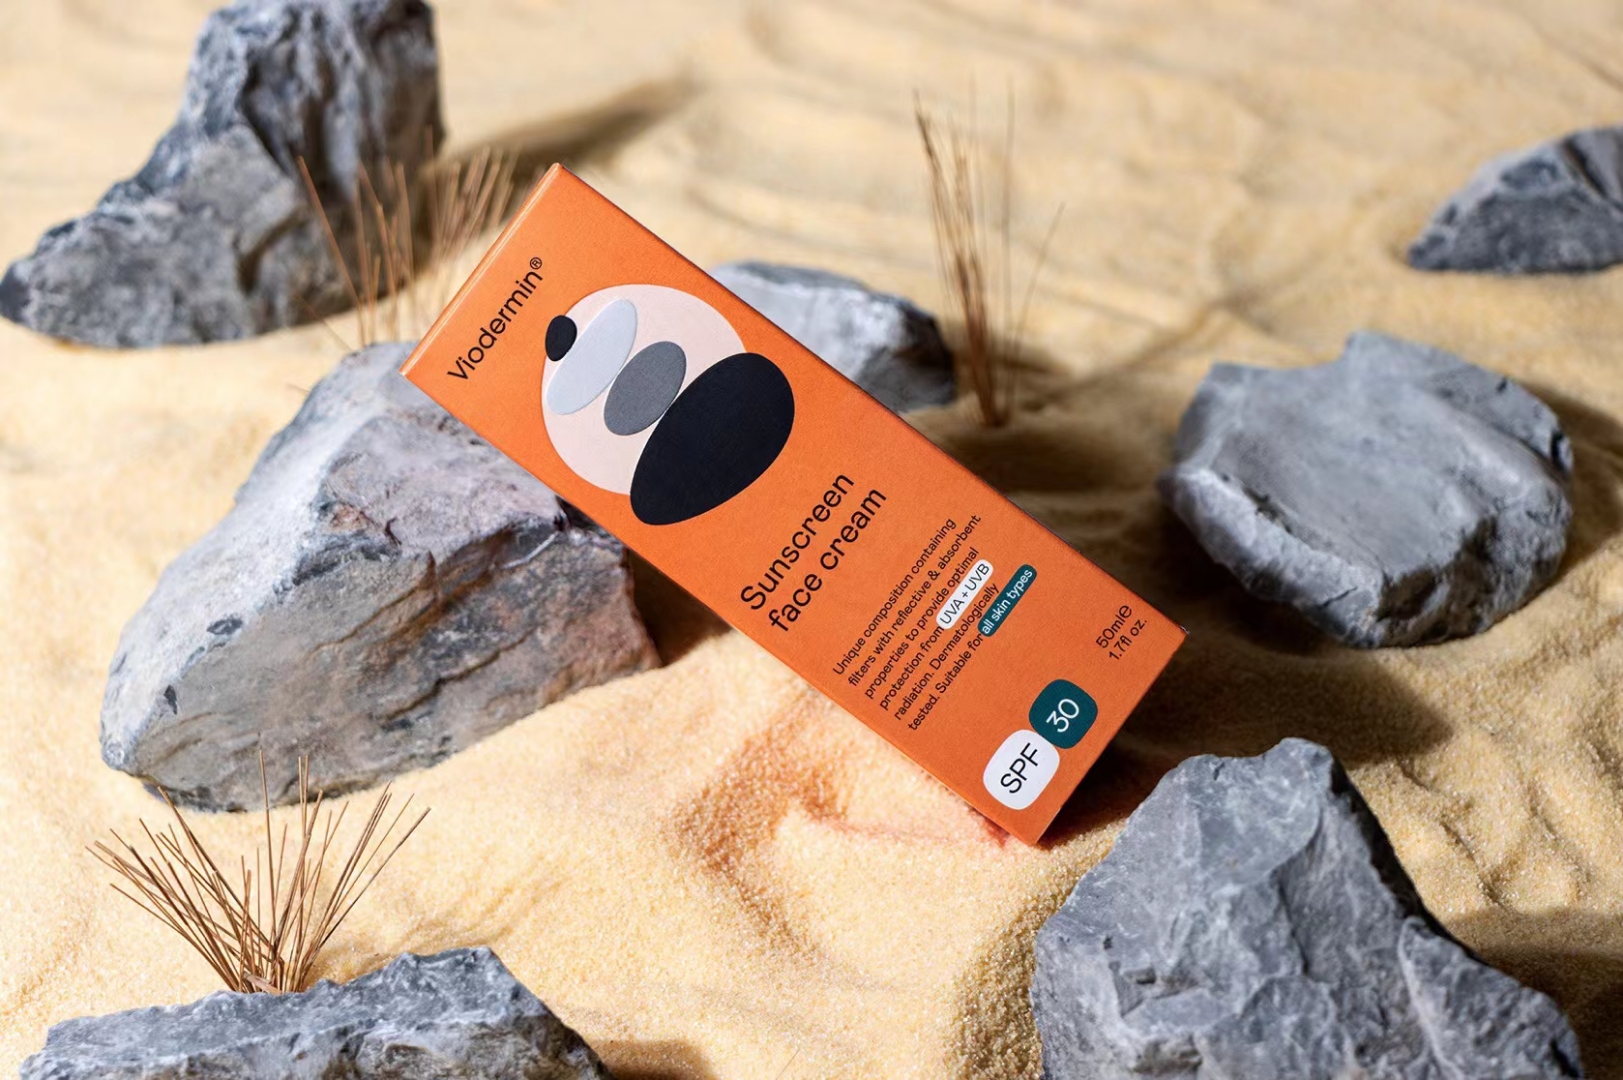 Viodermin®
Sunscreen
face cream
Unique composition containing
filters with reflective & absorbent
properties to provide optimal
protection from UVA + UVB
radiation. Dermatologically
tested. Suitable for all skin types
50ml℮
1.7fl oz.
SPF 30